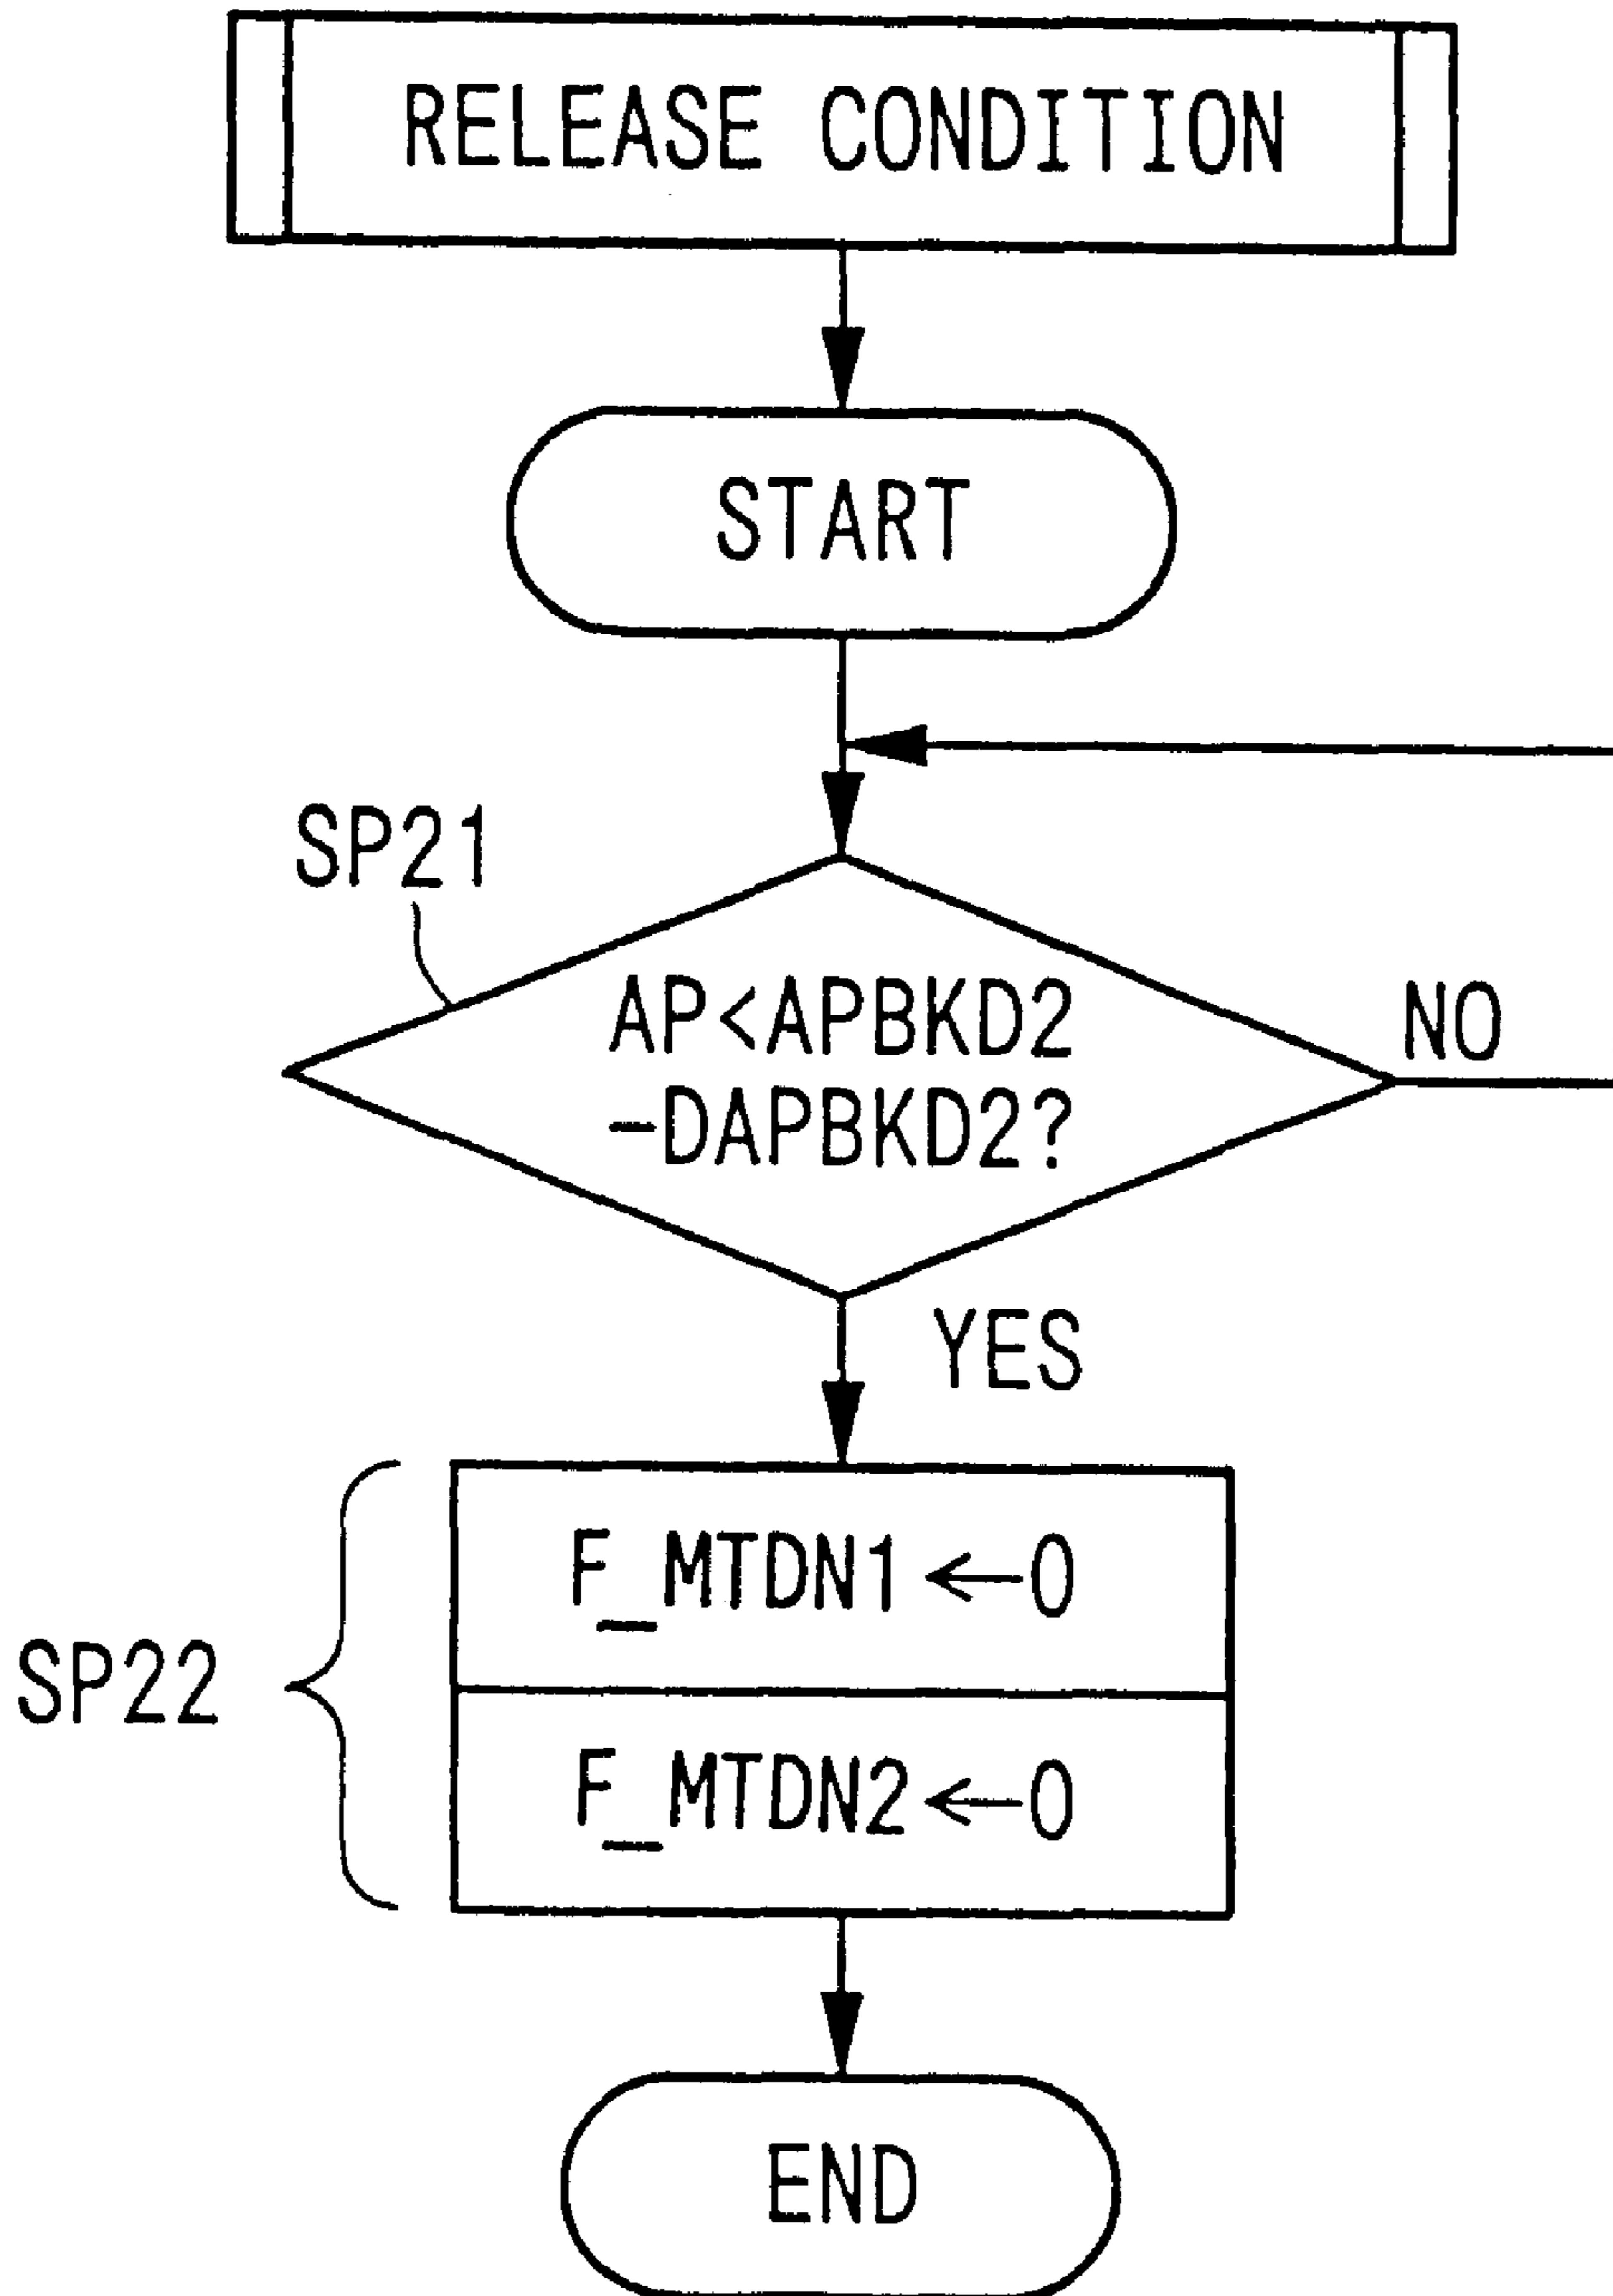 RELEASE CONDITION
START
SP21
AP<APBKD2
-DAPBKD2?
NO
YES
SP22
F_MTDN1←0
F_MTDN2←0
END